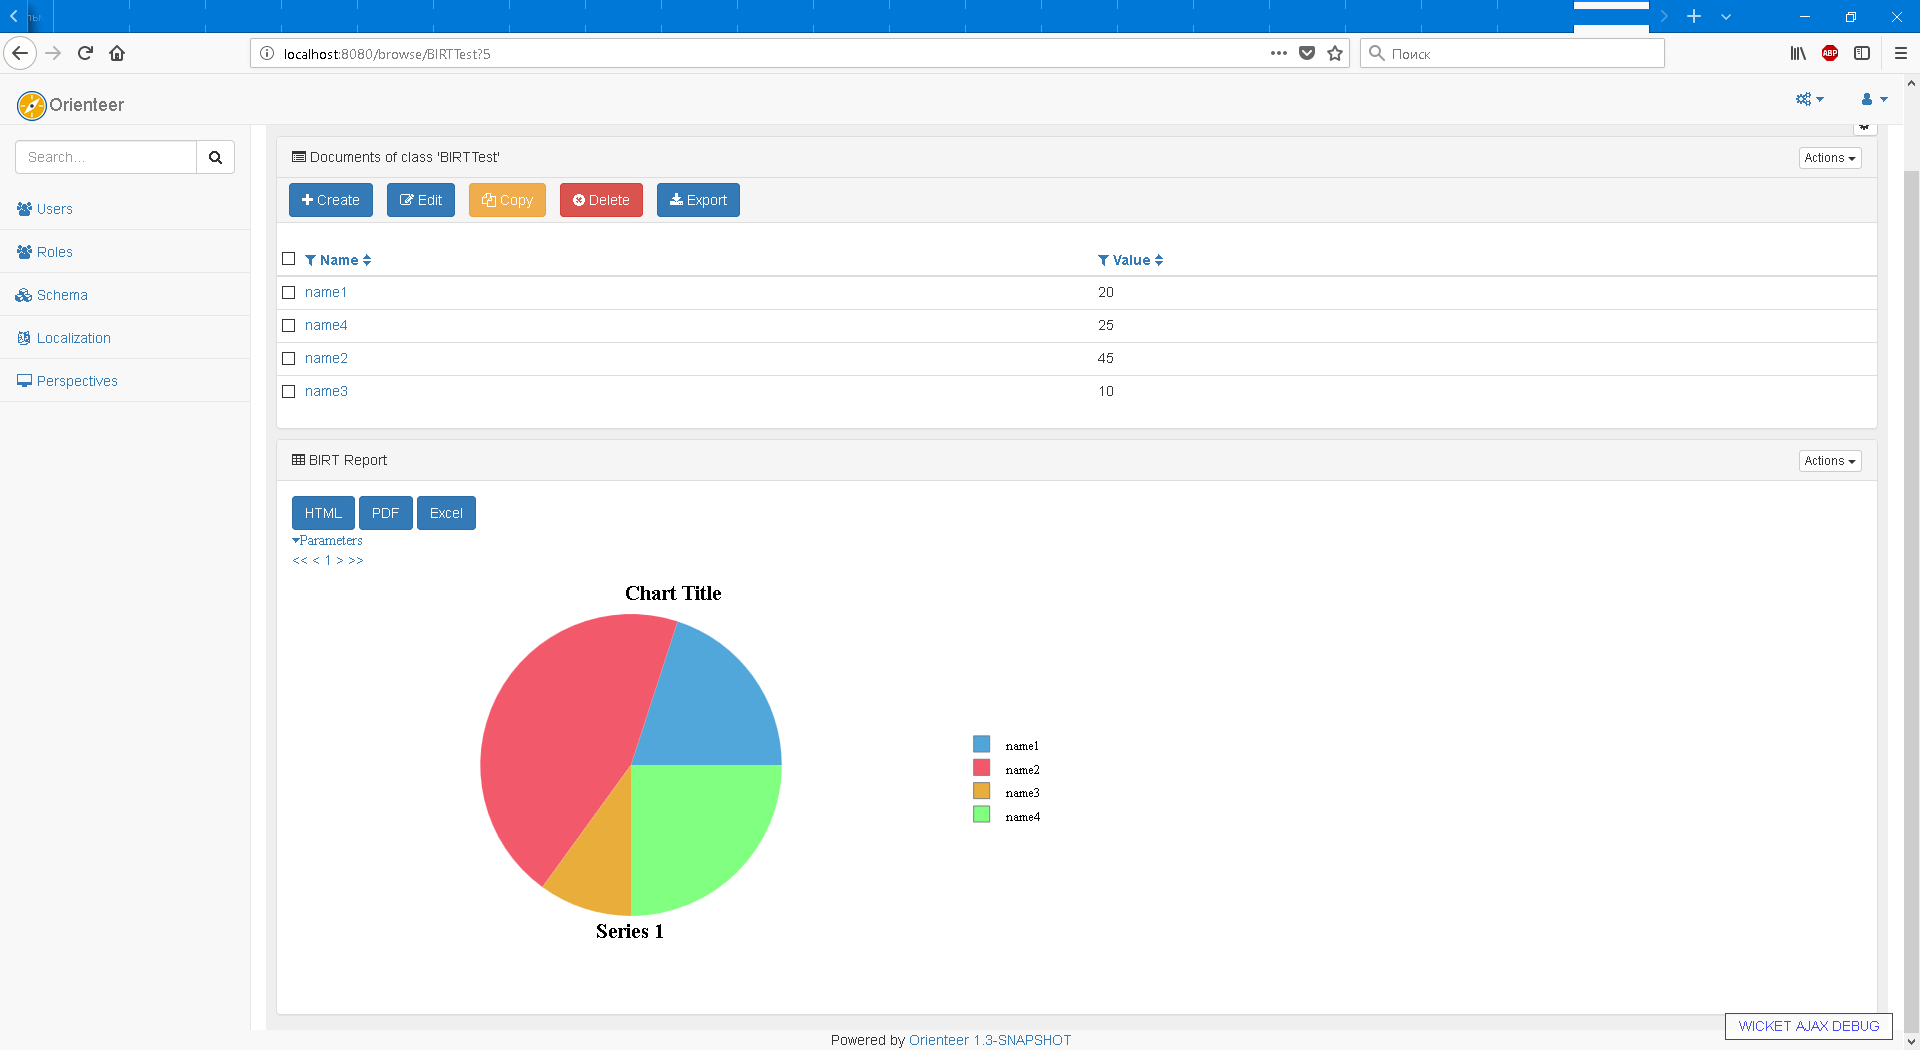 localhost:8080/browse/BIRTTest?5
Поиск
ABP
Orienteer
Search...
Users
Roles
Schema
Localization
Perspectives
Documents of class 'BIRTTest'
Actions
Create Edit Copy Delete Export
Name Value
name1 20
name4 25
name2 45
name3 10
BIRT Report
Actions
HTML PDF Excel
Parameters
<< < 1 > >>
Chart Title
name1
name2
name3
name4
Series 1
WICKET AJAX DEBUG
Powered by Orienteer 1.3-SNAPSHOT